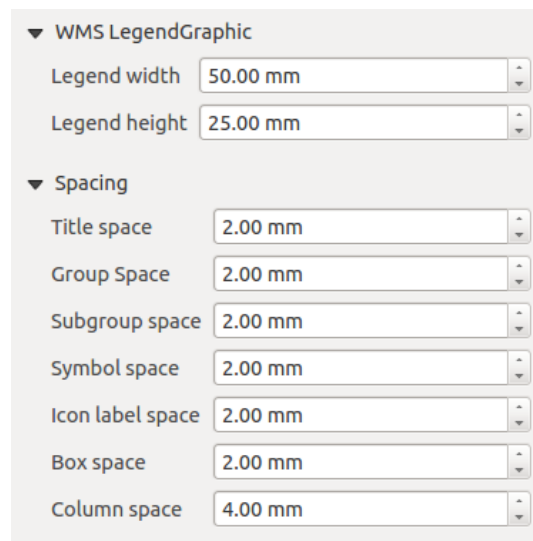 WMS LegendGraphic
Legend width 50.00 mm
Legend height 25.00 mm
Spacing
Title space 2.00 mm
Group Space 2.00 mm
Subgroup space 2.00 mm
Symbol space 2.00 mm
Icon label space 2.00 mm
Box space 2.00 mm
Column space 4.00 mm